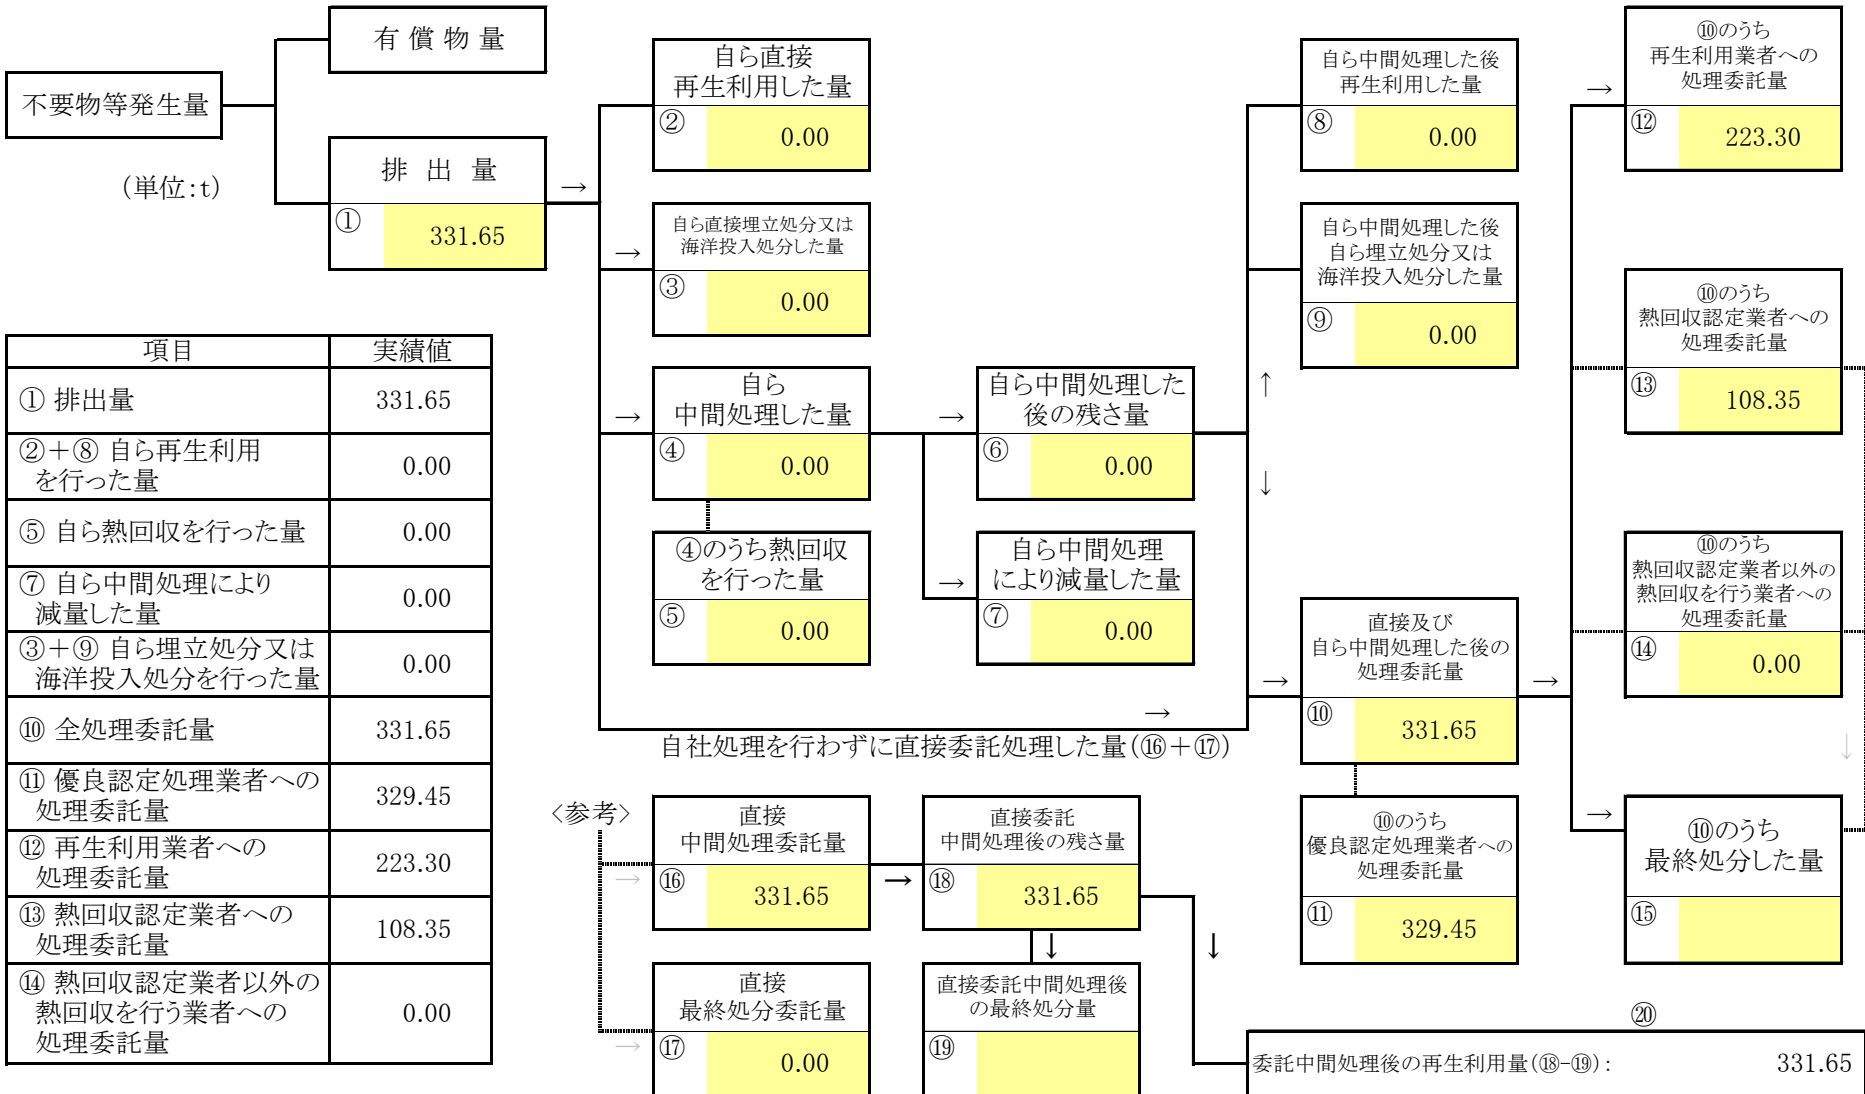 不要物等発生量
(単位:t)
有 償 物 量
排 出 量
①
331.65
→
自ら直接
再生利用した量
②
0.00
→
自ら直接埋立処分又は
海洋投入処分した量
③
0.00
→
自ら
中間処理した量
④
0.00
④のうち熱回収
を行った量
⑤
0.00
→
自ら中間処理した
後の残さ量
⑥
0.00
→
自ら中間処理
により減量した量
⑦
0.00
自ら中間処理した後
再生利用した量
⑧
0.00
自ら中間処理した後
自ら埋立処分又は
海洋投入処分した量
⑨
0.00
↑
↓
→
直接及び
自ら中間処理した後の
処理委託量
⑩
331.65
→
自社処理を行わずに直接委託処理した量(⑯+⑰)
→
⑩のうち
優良認定処理業者への
処理委託量
⑪
329.45
→
⑩のうち
再生利用業者への
処理委託量
⑫
223.30
⑩のうち
熱回収認定業者への
処理委託量
⑬
108.35
⑩のうち
熱回収認定業者以外の
熱回収を行う業者への
処理委託量
⑭
0.00
↓
→
⑩のうち
最終処分した量
⑮
項目 実績値
① 排出量 331.65
②+⑧ 自ら再生利用
を行った量 0.00
⑤ 自ら熱回収を行った量 0.00
⑦ 自ら中間処理により
減量した量 0.00
③+⑨ 自ら埋立処分又は
海洋投入処分を行った量 0.00
⑩ 全処理委託量 331.65
⑪ 優良認定処理業者への
処理委託量 329.45
⑫ 再生利用業者への
処理委託量 223.30
⑬ 熱回収認定業者への
処理委託量 108.35
⑭ 熱回収認定業者以外の
熱回収を行う業者への
処理委託量 0.00
〈参考〉
→
直接
中間処理委託量
⑯
331.65
→
直接委託
中間処理後の残さ量
⑱
331.65
↓
↓
→
直接
最終処分委託量
⑰
0.00
直接委託中間処理後
の最終処分量
⑲
⑳
委託中間処理後の再生利用量(⑱-⑲): 331.65